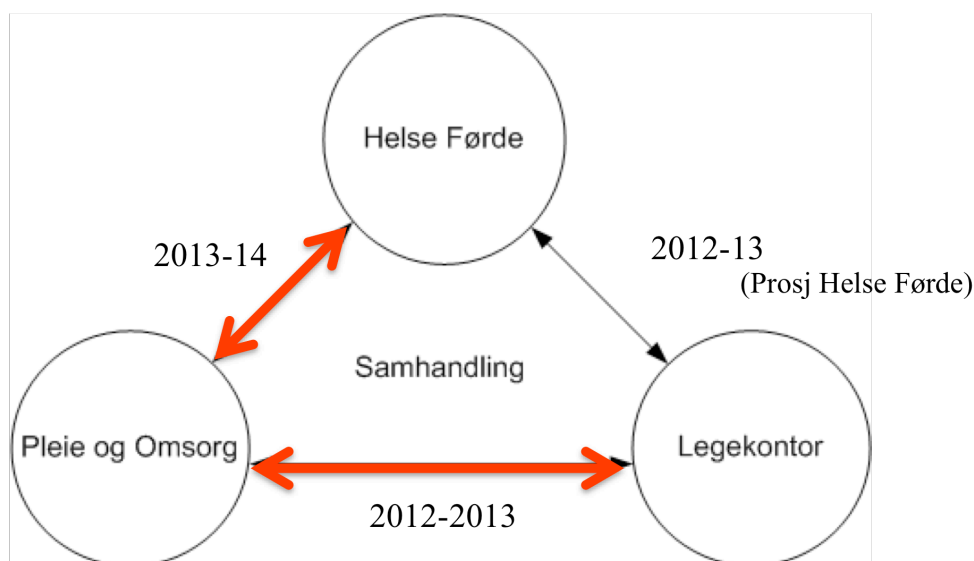 Helse Førde
2013-14
2012-13
(Prosj Helse Førde)
Samhandling
Pleie og Omsorg
Legekontor
2012-2013